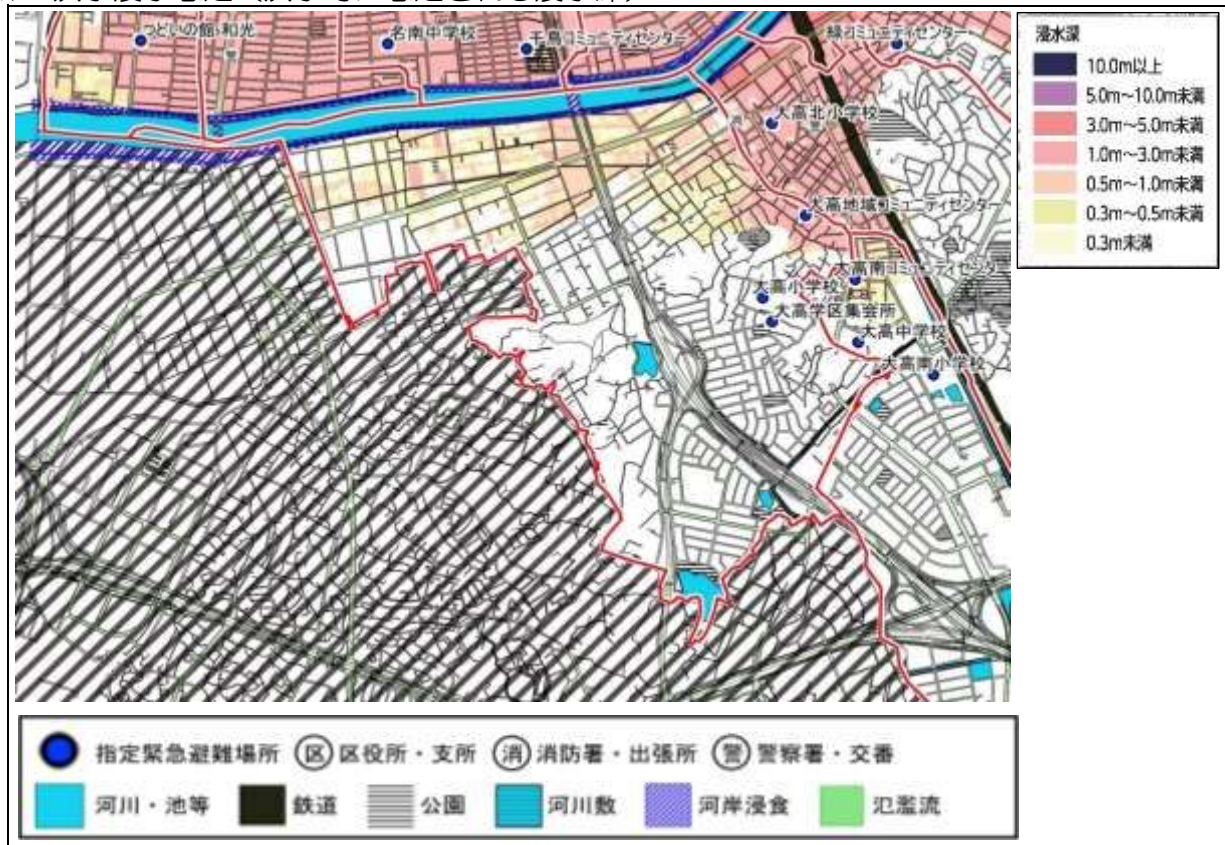 つどいの館・和光
名南中学校
千鳥コミュニティセンター
緑コミュニティセンター
大高北小学校
大高地域コミュニティセンター
大高南コミュニティセンター
大高小学校
大高学区集会所
大高中学校
大高南小学校
浸水深
10.0m以上
5.0m～10.0m未満
3.0m～5.0m未満
1.0m～3.0m未満
0.5m～1.0m未満
0.3m～0.5m未満
0.3m未満
指定緊急避難場所 区 区役所・支所 消 消防署・出張所 警 警察署・交番
河川・池等 鉄道 公園 河川敷 河岸浸食 氾濫流